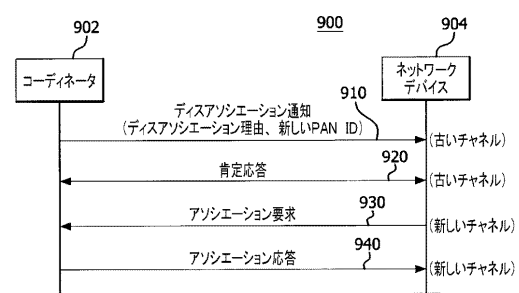 902
900
904
コーディネータ
ネットワーク
デバイス
ディスアソシエーション通知
(ディスアソシエーション理由、新しいPAN ID)
910
(古いチャネル)
肯定応答
920
(古いチャネル)
アソシエーション要求
930
(新しいチャネル)
アソシエーション応答
940
(新しいチャネル)